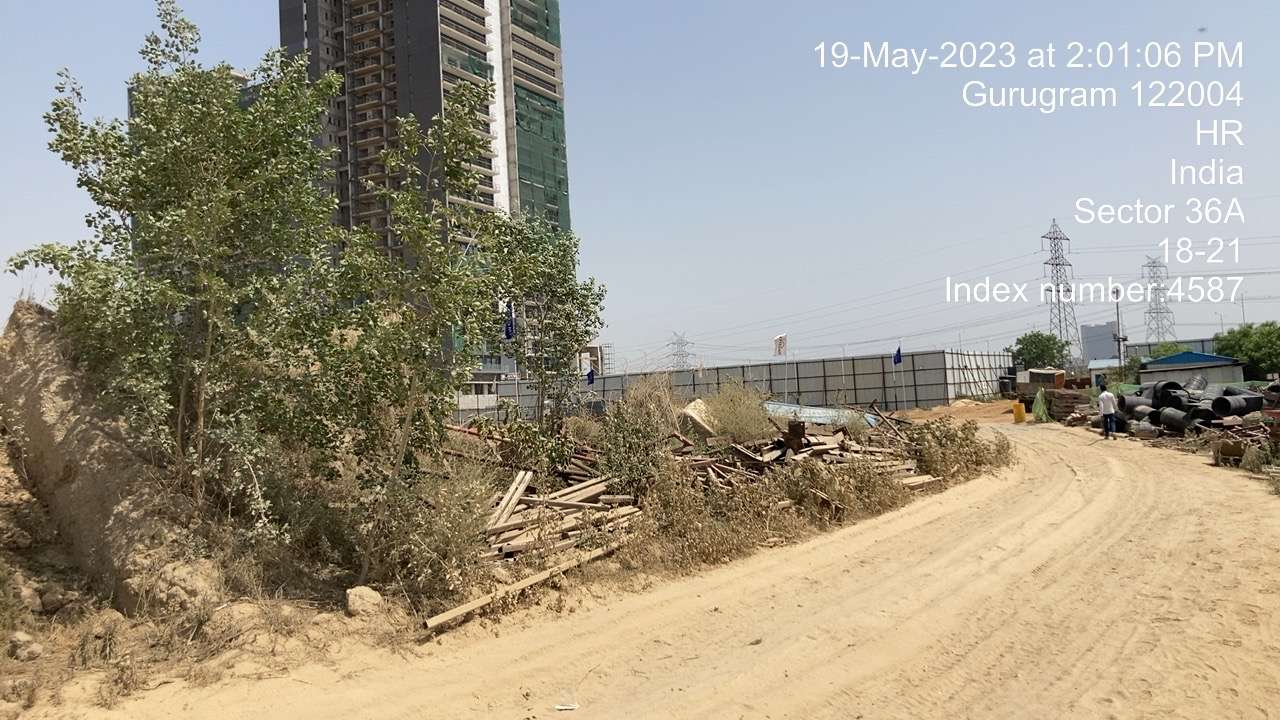 19-May-2023 at 2:01:06 PM
Gurugram 122004
HR
India
Sector 36A
18-21
Index number 4587